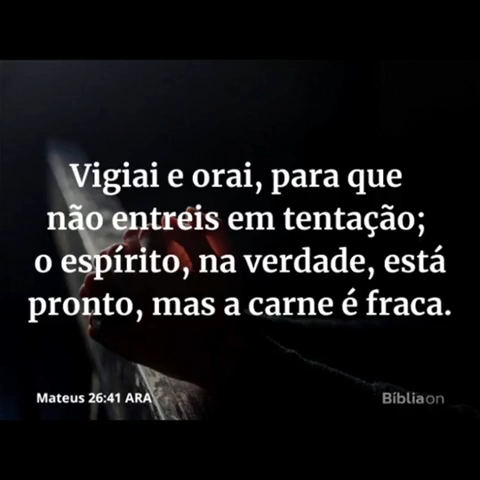 Vigiai e orai, para que
não entreis em tentação;
o espírito, na verdade, está
pronto, mas a carne é fraca.
Mateus 26:41 ARA
Bíbliaon